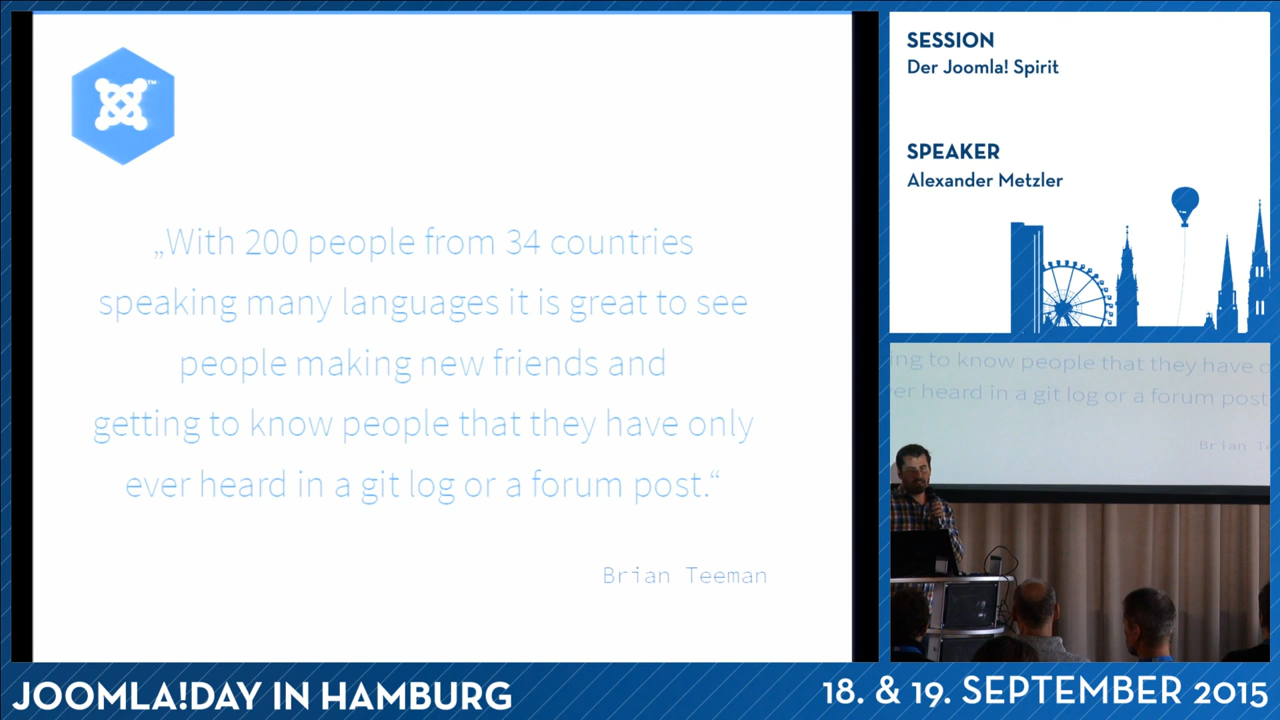 „With 200 people from 34 countries
speaking many languages it is great to see
people making new friends and
getting to know people that they have only
ever heard in a git log or a forum post.“
Brian Teeman
SESSION
Der Joomla! Spirit
SPEAKER
Alexander Metzler
ing to know people that they have o
er heard in a git log or a forum post
Brian Te
JOOMLA!DAY IN HAMBURG
18. & 19. SEPTEMBER 2015